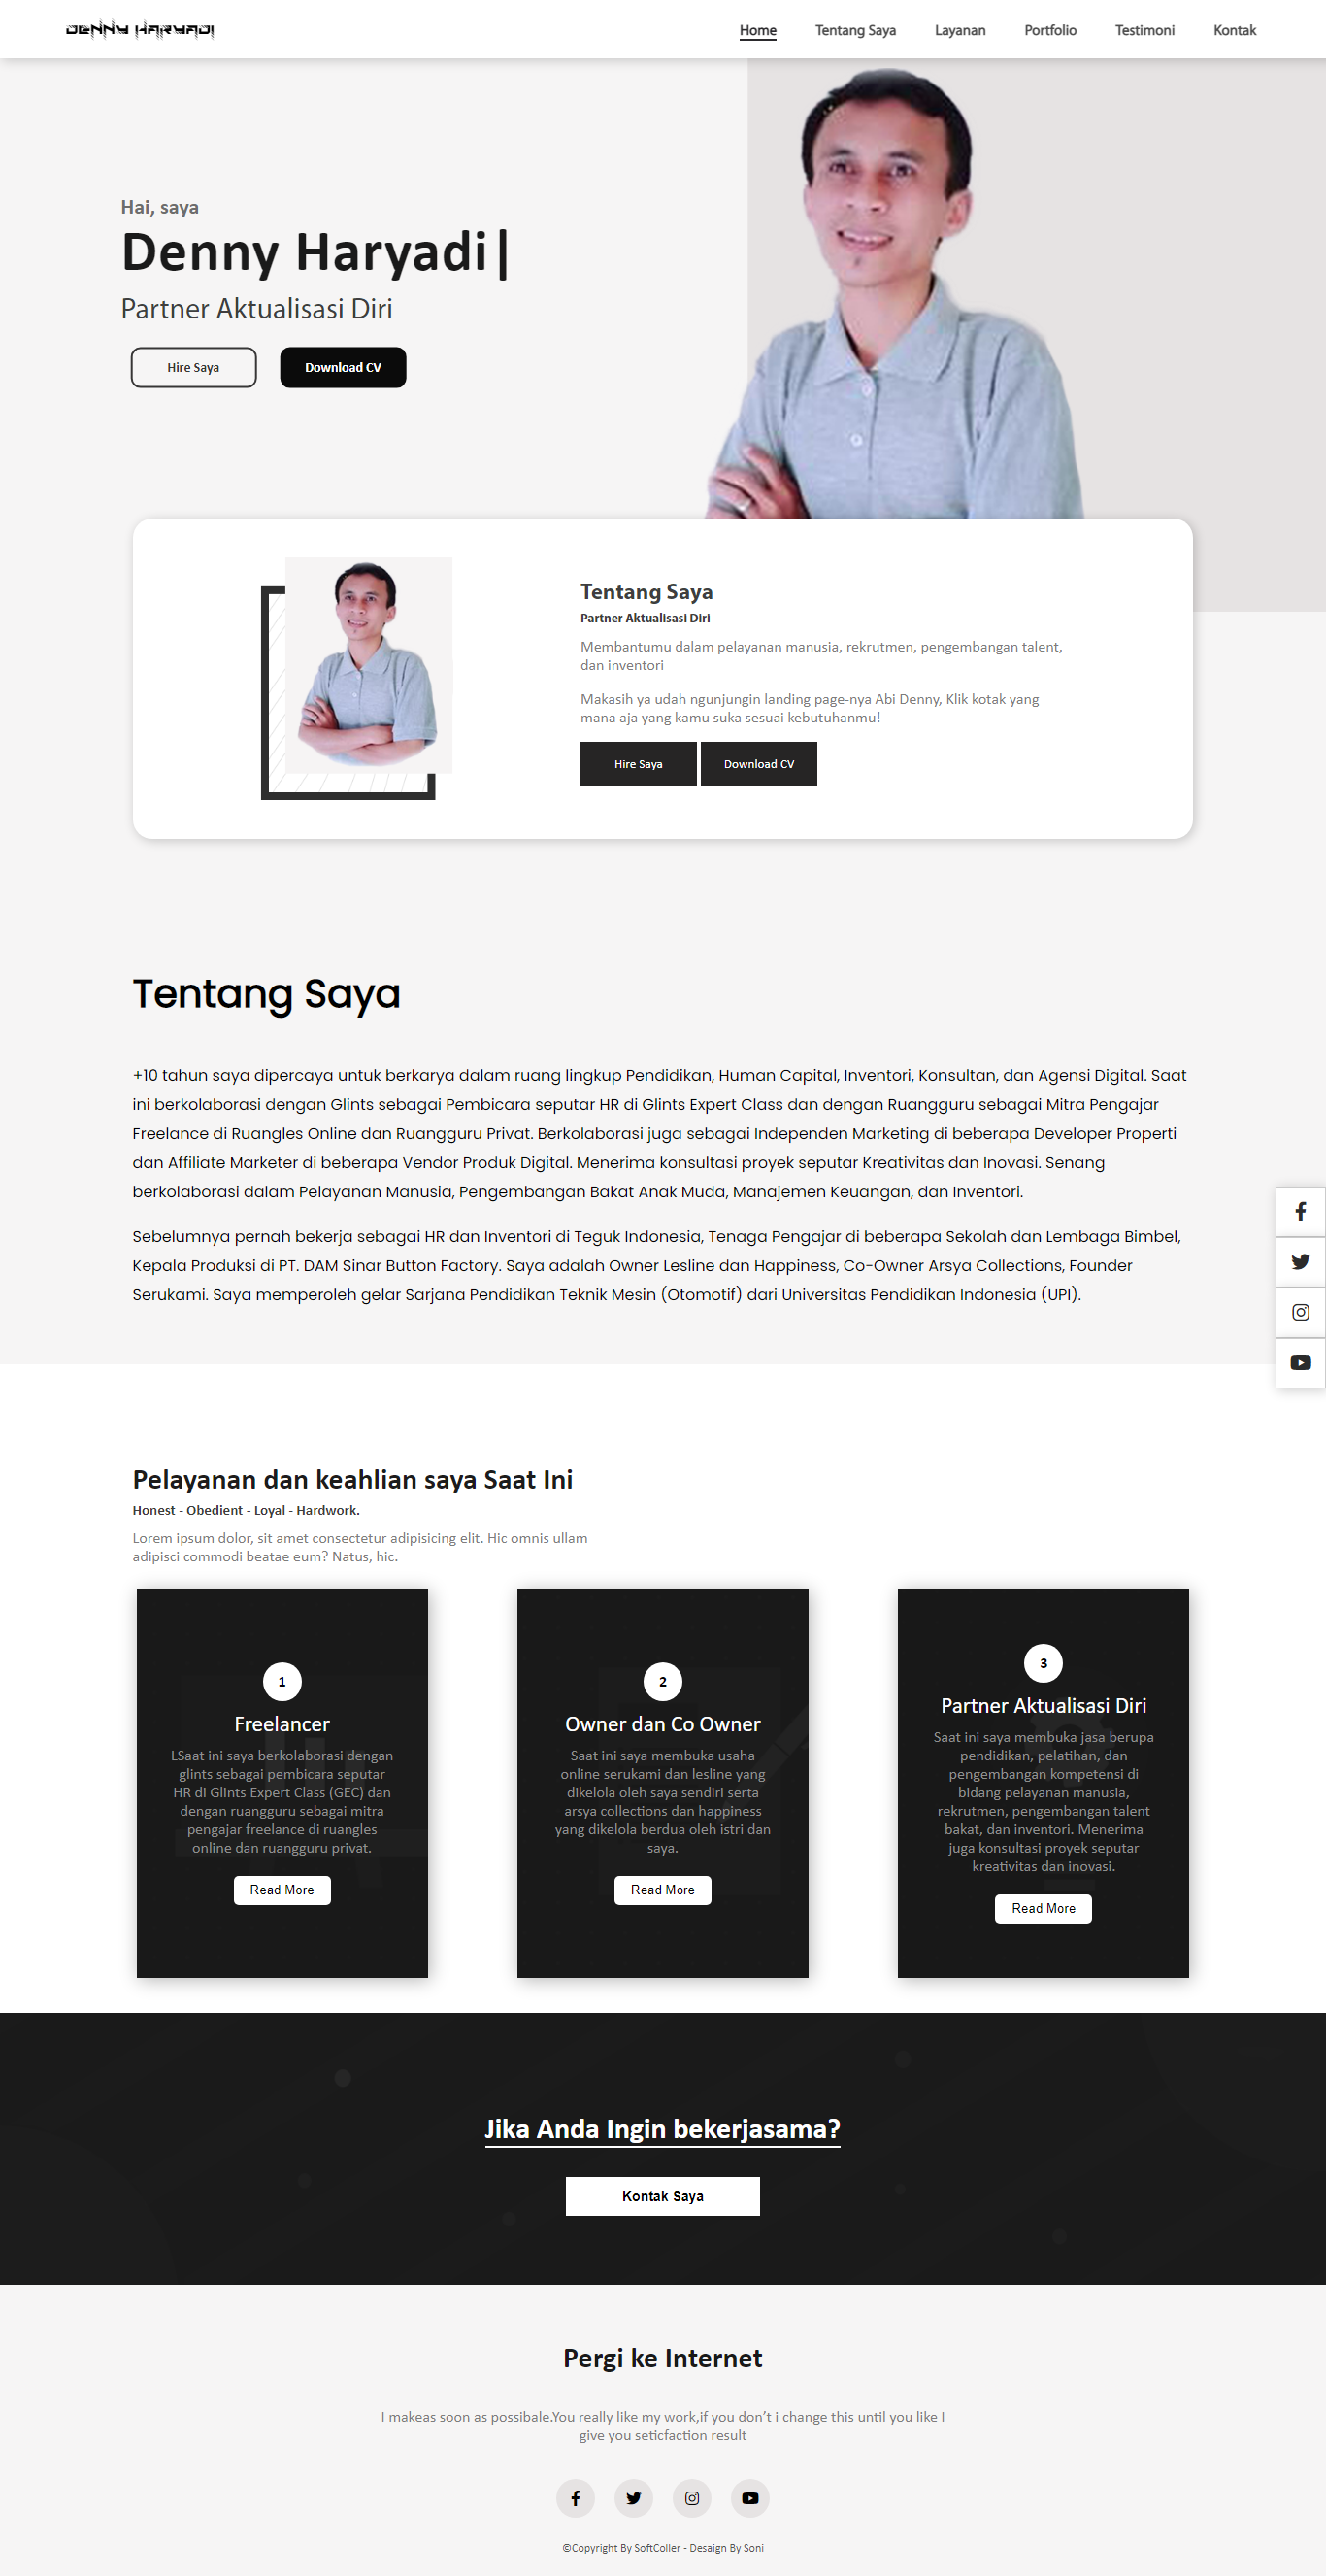 DENNY HARYADI
Home Tentang Saya Layanan Portfolio Testimoni Kontak
Hai, saya
Denny Haryadi|
Partner Aktualisasi Diri
Hire Saya Download CV
Tentang Saya
Partner Aktualisasi Diri
Membantumu dalam pelayanan manusia, rekrutmen, pengembangan talent,
dan inventori
Makasih ya udah ngunjungin landing page-nya Abi Denny, Klik kotak yang
mana aja yang kamu suka sesuai kebutuhanmu!
Hire Saya Download CV
Tentang Saya
+10 tahun saya dipercaya untuk berkarya dalam ruang lingkup Pendidikan, Human Capital, Inventori, Konsultan, dan Agensi Digital. Saat
ini berkolaborasi dengan Glints sebagai Pembicara seputar HR di Glints Expert Class dan dengan Ruangguru sebagai Mitra Pengajar
Freelance di Ruangles Online dan Ruangguru Privat. Berkolaborasi juga sebagai Independen Marketing di beberapa Developer Properti
dan Affiliate Marketer di beberapa Vendor Produk Digital. Menerima konsultasi proyek seputar Kreativitas dan Inovasi. Senang
berkolaborasi dalam Pelayanan Manusia, Pengembangan Bakat Anak Muda, Manajemen Keuangan, dan Inventori.
Sebelumnya pernah bekerja sebagai HR dan Inventori di Teguk Indonesia, Tenaga Pengajar di beberapa Sekolah dan Lembaga Bimbel,
Kepala Produksi di PT. DAM Sinar Button Factory. Saya adalah Owner Lesline dan Happiness, Co-Owner Arsya Collections, Founder
Serukami. Saya memperoleh gelar Sarjana Pendidikan Teknik Mesin (Otomotif) dari Universitas Pendidikan Indonesia (UPI).
Pelayanan dan keahlian saya Saat Ini
Honest - Obedient - Loyal - Hardwork.
Lorem ipsum dolor, sit amet consectetur adipisicing elit. Hic omnis ullam
adipisci commodi beatae eum? Natus, hic.
1
Freelancer
LSaat ini saya berkolaborasi dengan
glints sebagai pembicara seputar
HR di Glints Expert Class (GEC) dan
dengan ruangguru sebagai mitra
pengajar freelance di ruangles
online dan ruangguru privat.
Read More
2
Owner dan Co Owner
Saat ini saya membuka usaha
online serukami dan lesline yang
dikelola oleh saya sendiri serta
arsya collections dan happiness
yang dikelola berdua oleh istri dan
saya.
Read More
3
Partner Aktualisasi Diri
Saat ini saya membuka jasa berupa
pendidikan, pelatihan, dan
pengembangan kompetensi di
bidang pelayanan manusia,
rekrutmen, pengembangan talent
bakat, dan inventori. Menerima
juga konsultasi proyek seputar
kreativitas dan inovasi.
Read More
Jika Anda Ingin bekerjasama?
Kontak Saya
Pergi ke Internet
I makeas soon as possibale.You really like my work,if you don’t i change this until you like I
give you seticfaction result
©Copyright By SoftColler - Desaign By Soni